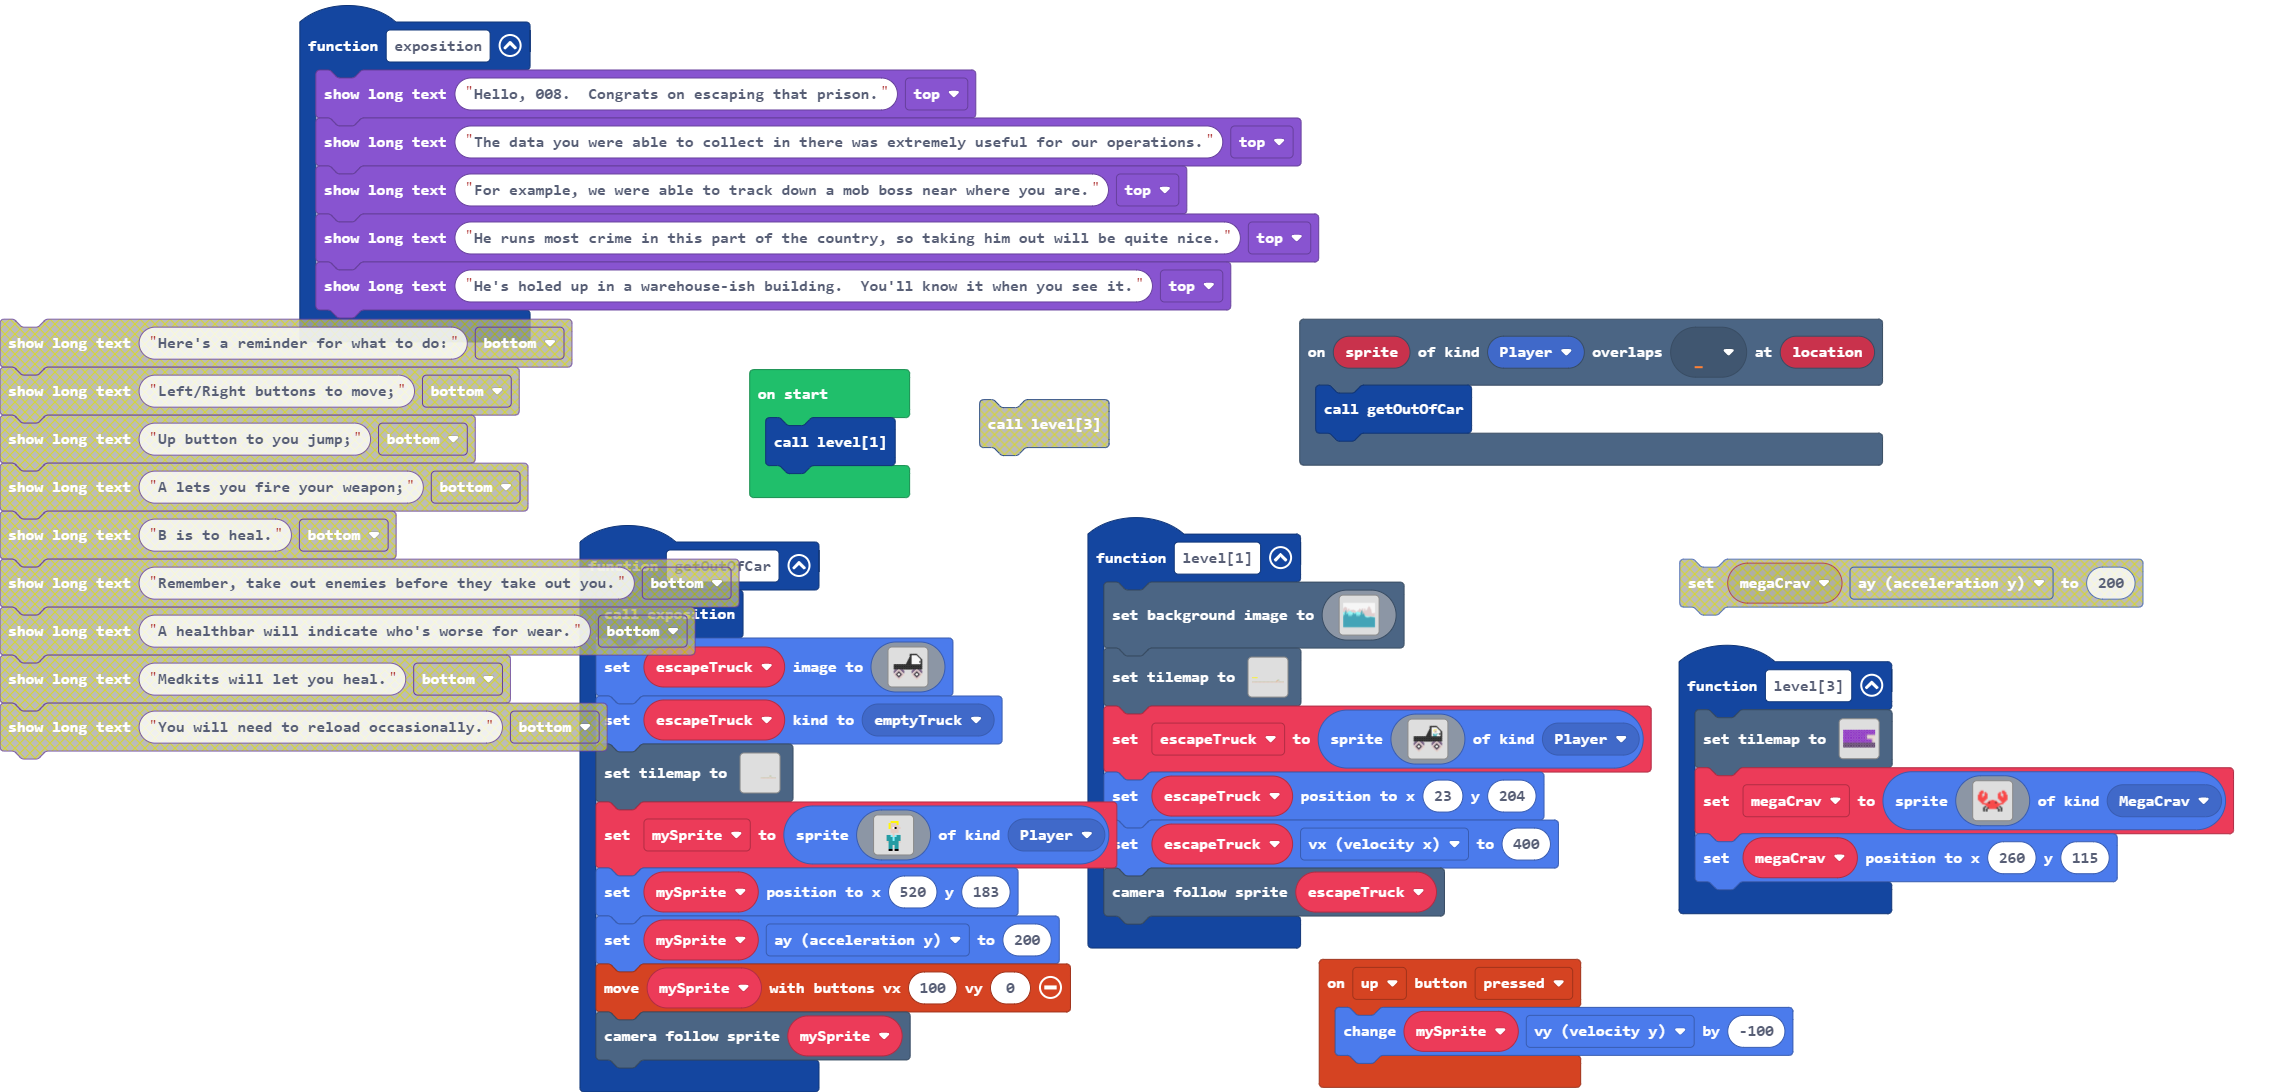 function exposition
show long text "Hello, 008.  Congrats on escaping that prison." top
show long text "The data you were able to collect in there was extremely useful for our operations." top
show long text "For example, we were able to track down a mob boss near where you are." top
show long text "He runs most crime in this part of the country, so taking him out will be quite nice." top
show long text "He's holed up in a warehouse-ish building.  You'll know it when you see it." top
show long text "Here's a reminder for what to do:" bottom
show long text "Left/Right buttons to move;" bottom
show long text "Up button to you jump;" bottom
show long text "A lets you fire your weapon;" bottom
show long text "B is to heal." bottom
show long text "Remember, take out enemies before they take out you." bottom
show long text "A healthbar will indicate who's worse for wear." bottom
show long text "Medkits will let you heal." bottom
show long text "You will need to reload occasionally." bottom
on start
call level[1]
call level[3]
on sprite of kind Player overlaps at location
call getOutOfCar
function getOutOfCar
call exposition
set escapeTruck image to
set escapeTruck kind to emptyTruck
set tilemap to
set mySprite to sprite of kind Player
set mySprite position to x 520 y 183
set mySprite ay (acceleration y) to 200
move mySprite with buttons vx 100 vy 0
camera follow sprite mySprite
function level[1]
set background image to
set tilemap to
set escapeTruck to sprite of kind Player
set escapeTruck position to x 23 y 204
set escapeTruck vx (velocity x) to 400
camera follow sprite escapeTruck
set megaCrav ay (acceleration y) to 200
function level[3]
set tilemap to
set megaCrav to sprite of kind MegaCrav
set megaCrav position to x 260 y 115
on up button pressed
change mySprite vy (velocity y) by -100